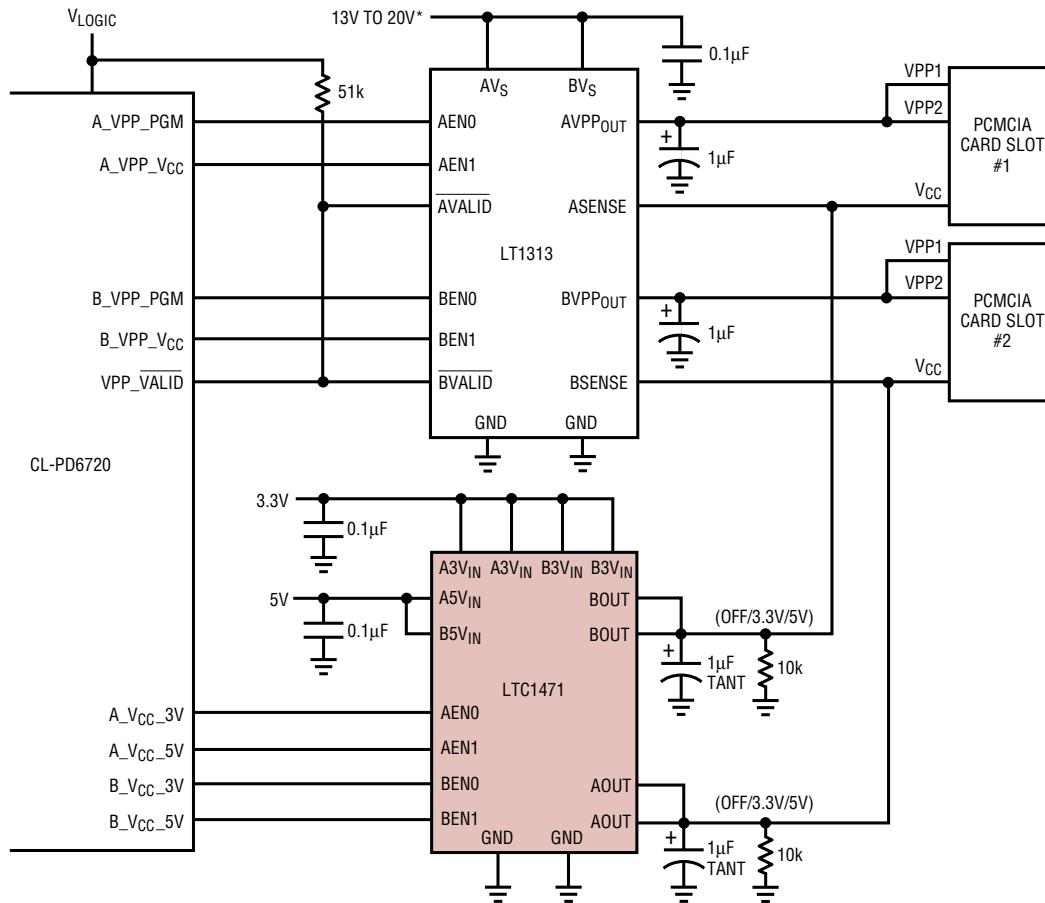 VLOGIC
13V TO 20V*
0.1µF
51k
AVS
BVS
VPP1
VPP2
PCMCIA
CARD SLOT
#1
VCC
A_VPP_PGM
AEN0
AVPPOUT
+
1µF
A_VPP_VCC
AEN1
AVALID
ASENSE
LT1313
B_VPP_PGM
BEN0
BVPPOUT
+
1µF
VPP1
VPP2
PCMCIA
CARD SLOT
#2
VCC
B_VPP_VCC
BEN1
VPP_VALID
BVALID
BSENSE
GND
GND
CL-PD6720
3.3V
0.1µF
A3VIN
A3VIN
B3VIN
B3VIN
5V
0.1µF
A5VIN
B5VIN
BOUT
BOUT
(OFF/3.3V/5V)
+
1µF
TANT
10k
LTC1471
A_VCC_3V
AEN0
A_VCC_5V
AEN1
B_VCC_3V
BEN0
B_VCC_5V
BEN1
AOUT
AOUT
(OFF/3.3V/5V)
+
1µF
TANT
10k
GND
GND